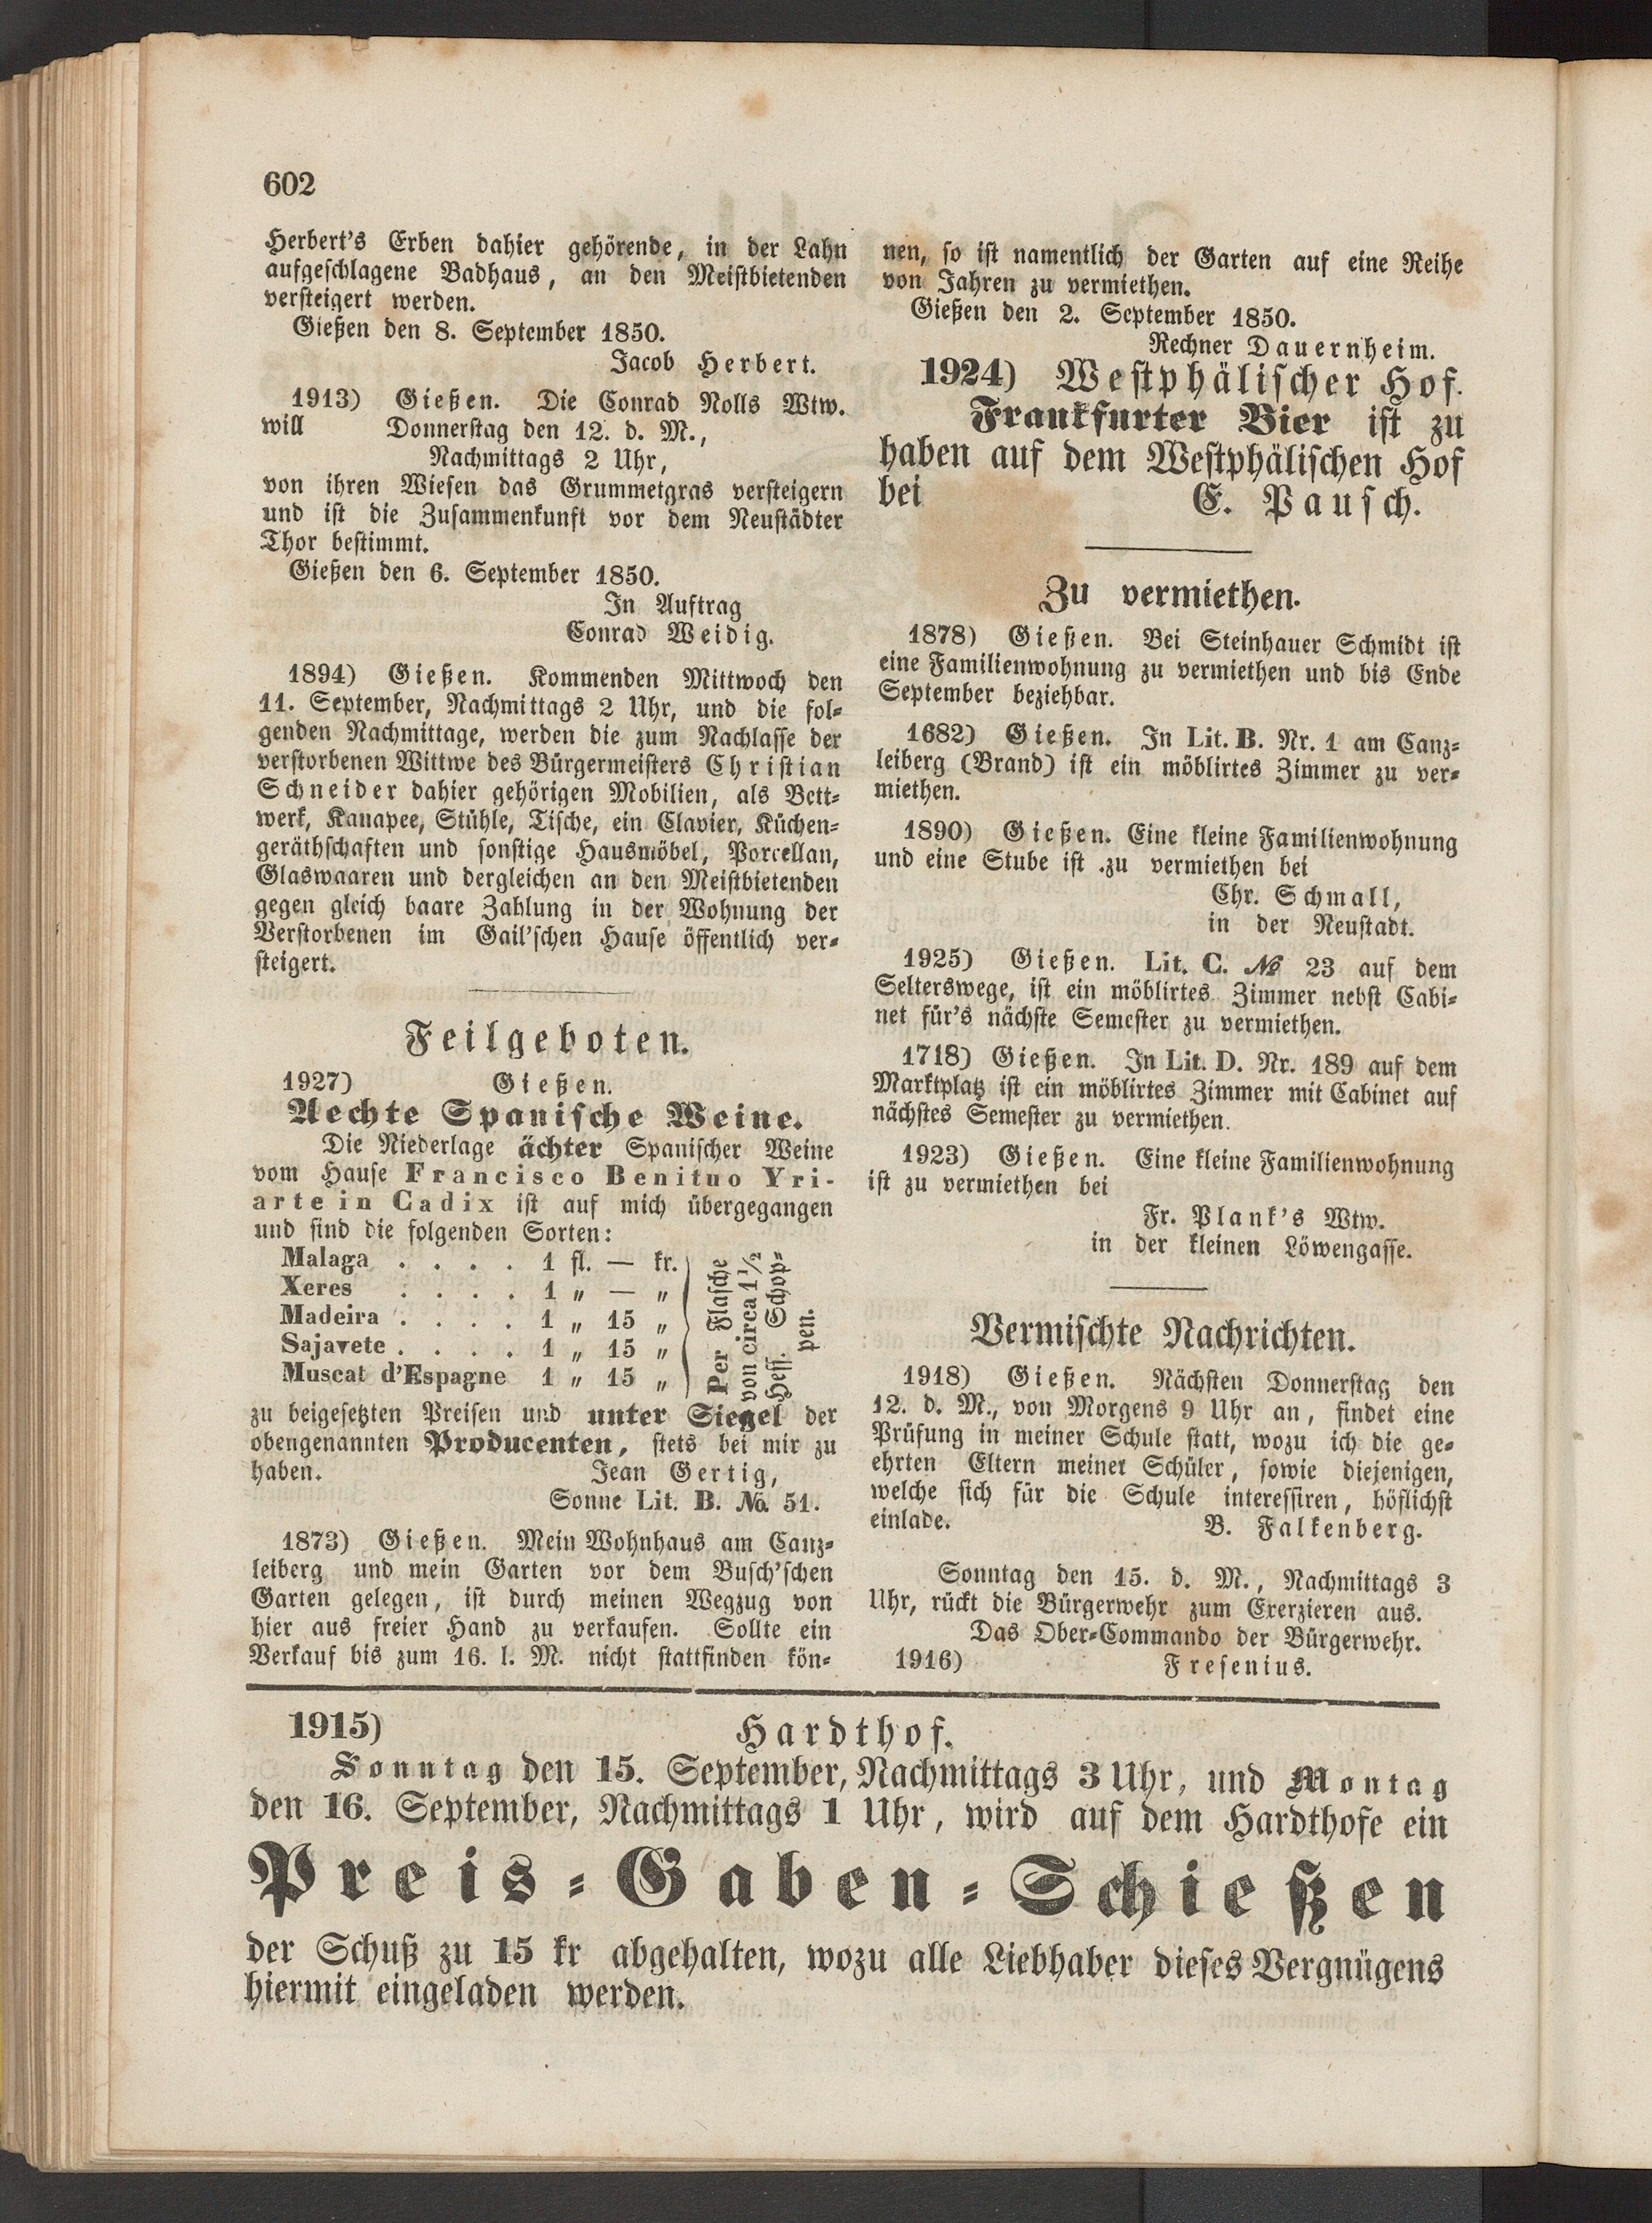 602
Herbert's Erben dahier gehörende, in der Lahn
aufgeschlagene Badhaus, an den Meistbietenden
versteigert werden.
Gießen den 8. September 1850.
Jacob Herbert.
1913) Gießen. Die Conrad Nolls Wtw.
will Donnerstag den 12. d. M.,
Nachmittags 2 Uhr,
von ihren Wiesen das Grummetgras versteigern
und ist die Zusammenkunft vor dem Neustädter
Thor bestimmt.
Gießen den 6. September 1850.
In Auftrag
Conrad Weidig.
1894) Gießen. Kommenden Mittwoch den
11. September, Nachmittags 2 Uhr, und die fol-
genden Nachmittage, werden die zum Nachlasse der
verstorbenen Wittwe des Bürgermeisters Christian
Schneider dahier gehörigen Mobilien, als Bett-
werk, Kanapee, Stühle, Tische, ein Clavier, Küchen-
geräthschaften und sonstige Hausmöbel, Porcellan,
Glaswaaren und dergleichen an den Meistbietenden
gegen gleich baare Zahlung in der Wohnung der
Verstorbenen im Gail'schen Hause öffentlich ver-
steigert.
Feilgeboten.
1927) Gießen.
Aechte Spanische Weine.
Die Niederlage ächter Spanischer Weine
vom Hause Francisco Benituo Yri-
arte in Cadix ist auf mich übergegangen
und sind die folgenden Sorten:
Malaga . . . . 1 fl. — kr.
Xeres . . . . 1 „ — „
Madeira . . . . 1 „ 15 „
Sajavete . . . . 1 „ 15 „
Muscat d'Espagne 1 „ 15 „
Per Flasche
von circa 1½
Hess. Schop-
pen.
zu beigesetzten Preisen und unter Siegel der
obengenannten Producenten, stets bei mir zu
haben. Jean Gertig,
Sonne Lit. B. No. 51.
1873) Gießen. Mein Wohnhaus am Canz-
leiberg und mein Garten vor dem Busch'schen
Garten gelegen, ist durch meinen Wegzug von
hier aus freier Hand zu verkaufen. Sollte ein
Verkauf bis zum 16. l. M. nicht stattfinden kön-
nen, so ist namentlich der Garten auf eine Reihe
von Jahren zu vermiethen.
Gießen den 2. September 1850.
Rechner Dauernheim.
1924) Westphälischer Hof.
Frankfurter Bier ist zu
haben auf dem Westphälischen Hof
bei E. Pausch.
Zu vermiethen.
1878) Gießen. Bei Steinhauer Schmidt ist
eine Familienwohnung zu vermiethen und bis Ende
September beziehbar.
1682) Gießen. In Lit. B. Nr. 1 am Canz-
leiberg (Brand) ist ein möblirtes Zimmer zu ver-
miethen.
1890) Gießen. Eine kleine Familienwohnung
und eine Stube ist .zu vermiethen bei
Chr. Schmall,
in der Neustadt.
1925) Gießen. Lit. C. № 23 auf dem
Selterswege, ist ein möblirtes Zimmer nebst Cabi-
net für's nächste Semester zu vermiethen.
1718) Gießen. In Lit. D. Nr. 189 auf dem
Marktplatz ist ein möblirtes Zimmer mit Cabinet auf
nächstes Semester zu vermiethen.
1923) Gießen. Eine kleine Familienwohnung
ist zu vermiethen bei
Fr. Plank's Wtw.
in der kleinen Löwengasse.
Vermischte Nachrichten.
1918) Gießen. Nächsten Donnerstag den
12. d. M., von Morgens 9 Uhr an, findet eine
Prüfung in meiner Schule statt, wozu ich die ge-
ehrten Eltern meiner Schüler, sowie diejenigen,
welche sich für die Schule interessiren, höflichst
einlade. B. Falkenberg.
Sonntag den 15. d. M., Nachmittags 3
Uhr, rückt die Bürgerwehr zum Exerzieren aus.
Das Ober-Commando der Bürgerwehr.
1916) Fresenius.
1915) Hardthof.
Sonntag den 15. September, Nachmittags 3 Uhr, und Montag
den 16. September, Nachmittags 1 Uhr, wird auf dem Hardthofe ein
Preis-Gaben-Schießen
der Schuß zu 15 kr abgehalten, wozu alle Liebhaber dieses Vergnügens
hiermit eingeladen werden.